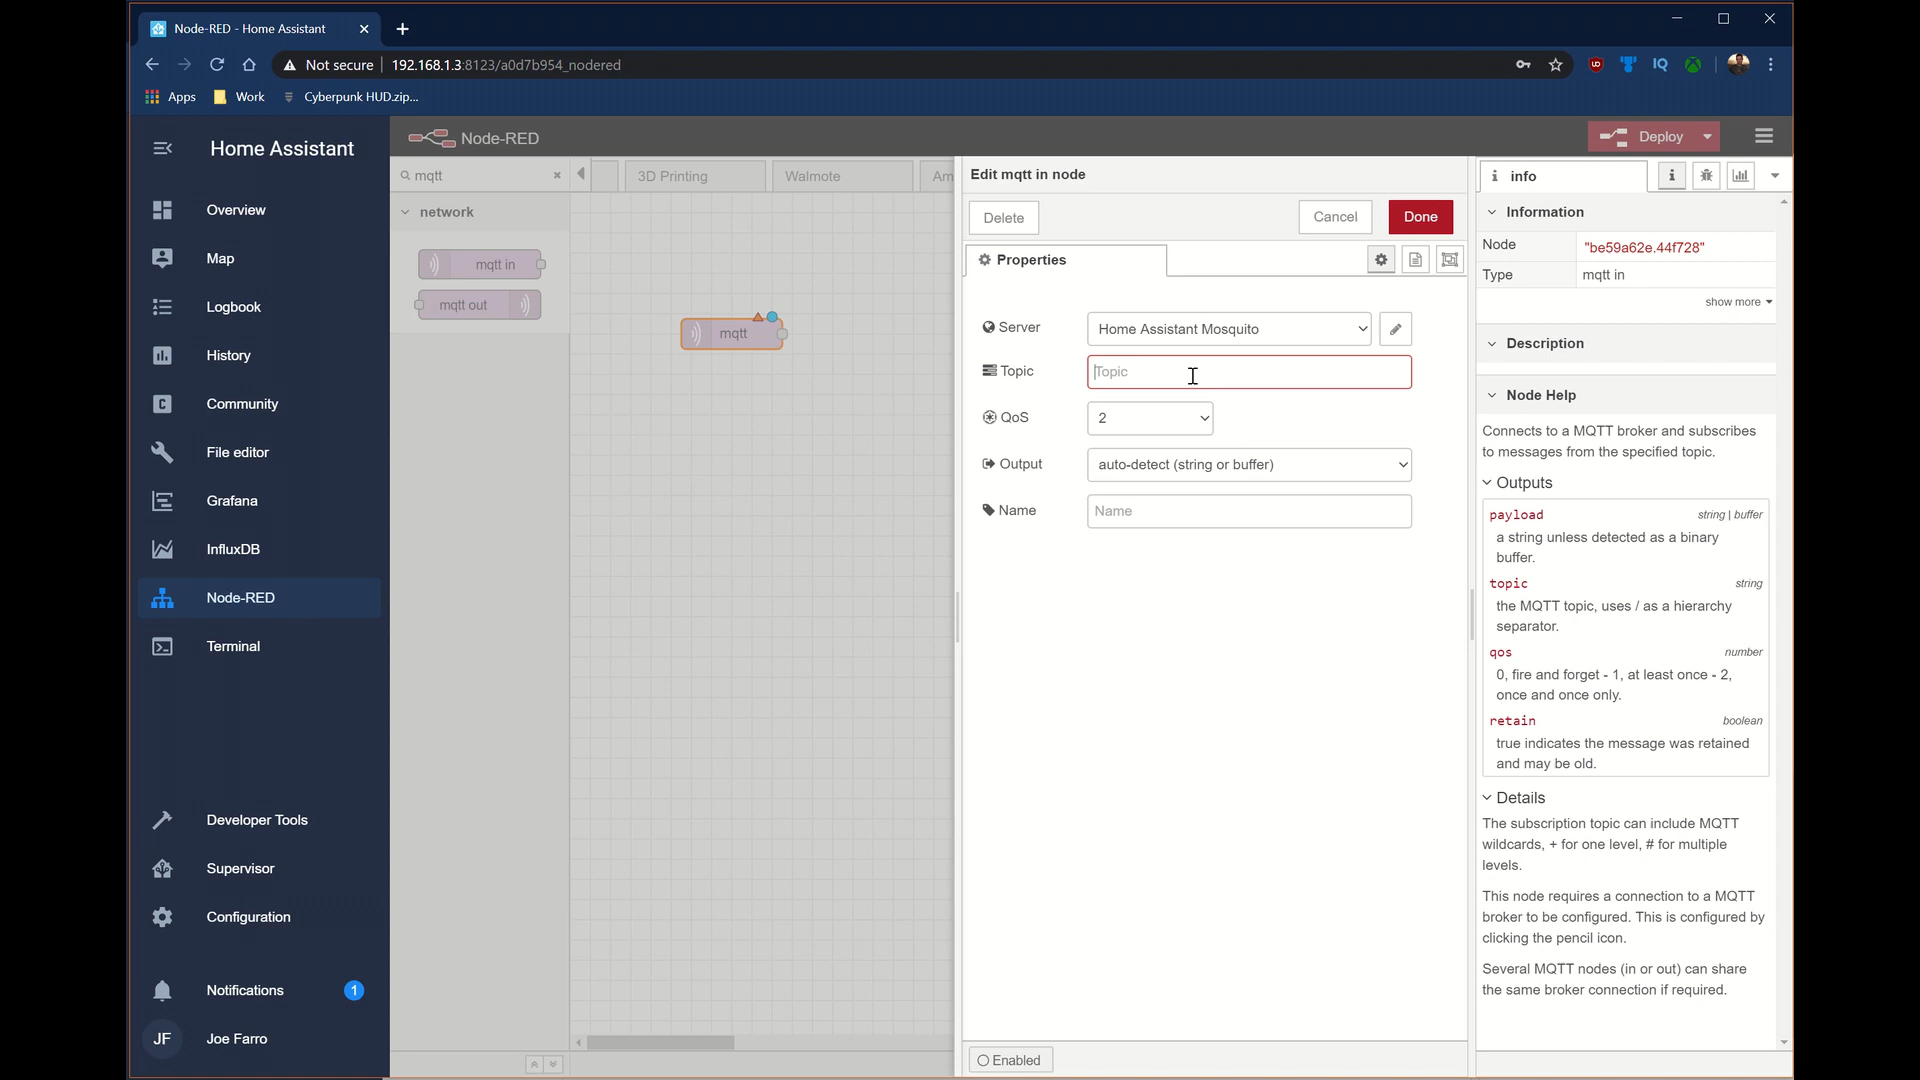 Node-RED - Home Assistant
Not secure
192.168.1.3:8123/a0d7b954_nodered
Apps
Work
Cyberpunk HUD.zip...
Home Assistant
Overview
Map
Logbook
History
Community
File editor
Grafana
InfluxDB
Node-RED
Terminal
Developer Tools
Supervisor
Configuration
Notifications
1
JF
Joe Farro
Node-RED
Deploy
mqtt
network
mqtt in
mqtt out
3D Printing
Walmote
Am
mqtt
Edit mqtt in node
Delete
Cancel
Done
Properties
Server
Home Assistant Mosquito
Topic
Topic
QoS
2
Output
auto-detect (string or buffer)
Name
Name
Enabled
info
Information
Node
"be59a62e.44f728"
Type
mqtt in
show more
Description
Node Help
Connects to a MQTT broker and subscribes
to messages from the specified topic.
Outputs
payload
string | buffer
a string unless detected as a binary
buffer.
topic
string
the MQTT topic, uses / as a hierarchy
separator.
qos
number
0, fire and forget - 1, at least once - 2,
once and once only.
retain
boolean
true indicates the message was retained
and may be old.
Details
The subscription topic can include MQTT
wildcards, + for one level, # for multiple
levels.
This node requires a connection to a MQTT
broker to be configured. This is configured by
clicking the pencil icon.
Several MQTT nodes (in or out) can share
the same broker connection if required.